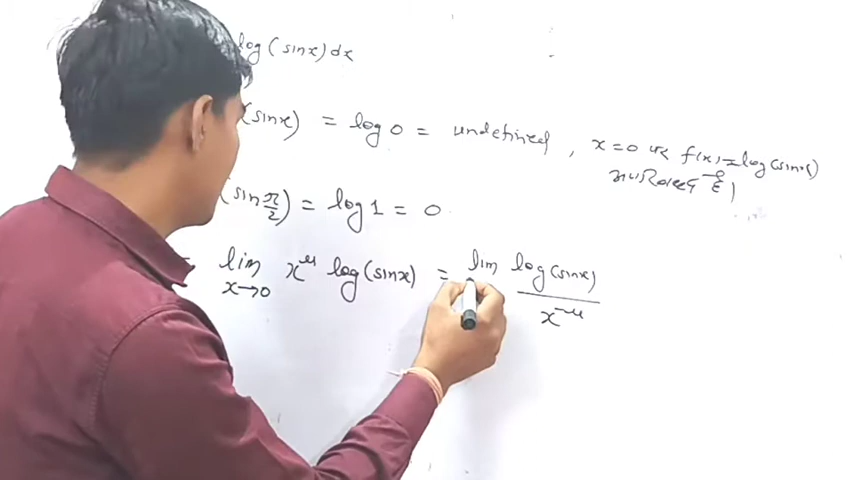 log(sinx)dx
(sinx) = log 0 = undefined, x=0 पर f(x)=log(sinx)
(sin π/2) = log 1 = 0
lim x→0 x^μ log(sinx) = lim log(sinx) / x^-μ